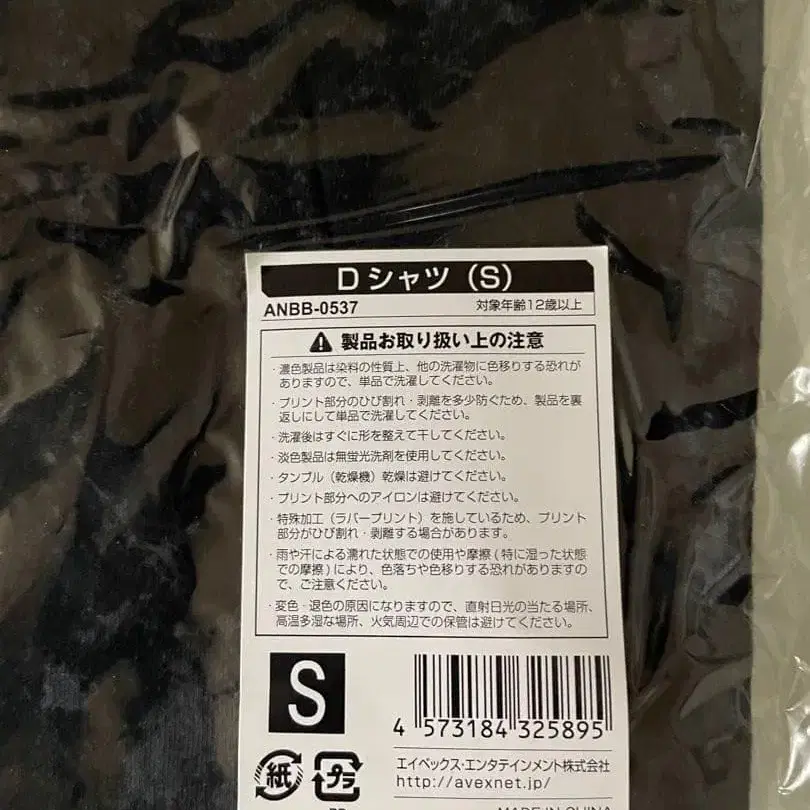 Dシャツ（S）
ANBB-0537 対象年齢12歳以上
製品お取り扱い上の注意
・濃色製品は染料の性質上、他の洗濯物に色移りする恐れが
ありますので、単品で洗濯してください。
・プリント部分のひび割れ・剥離を多少防ぐため、製品を裏
返しにして単品で洗濯してください。
・洗濯後はすぐに形を整えて干してください。
・淡色製品は無蛍光洗剤を使用してください。
・タンブル（乾燥機）乾燥は避けてください。
・プリント部分へのアイロンは避けてください。
・特殊加工（ラバープリント）を施しているため、プリント
部分がひび割れ・剥離する場合があります。
・雨や汗による濡れた状態での使用や摩擦(特に湿った状態
での摩擦)により、色落ちや色移りする恐れがありますの
で、ご注意ください。
・変色・退色の原因になりますので、直射日光の当たる場所、
高温多湿な場所、火気周辺での保管は避けてください。
S
4 573184 325895
紙 プラ
エイベックス・エンタテインメント株式会社
http://avexnet.jp/
MADE IN CHINA